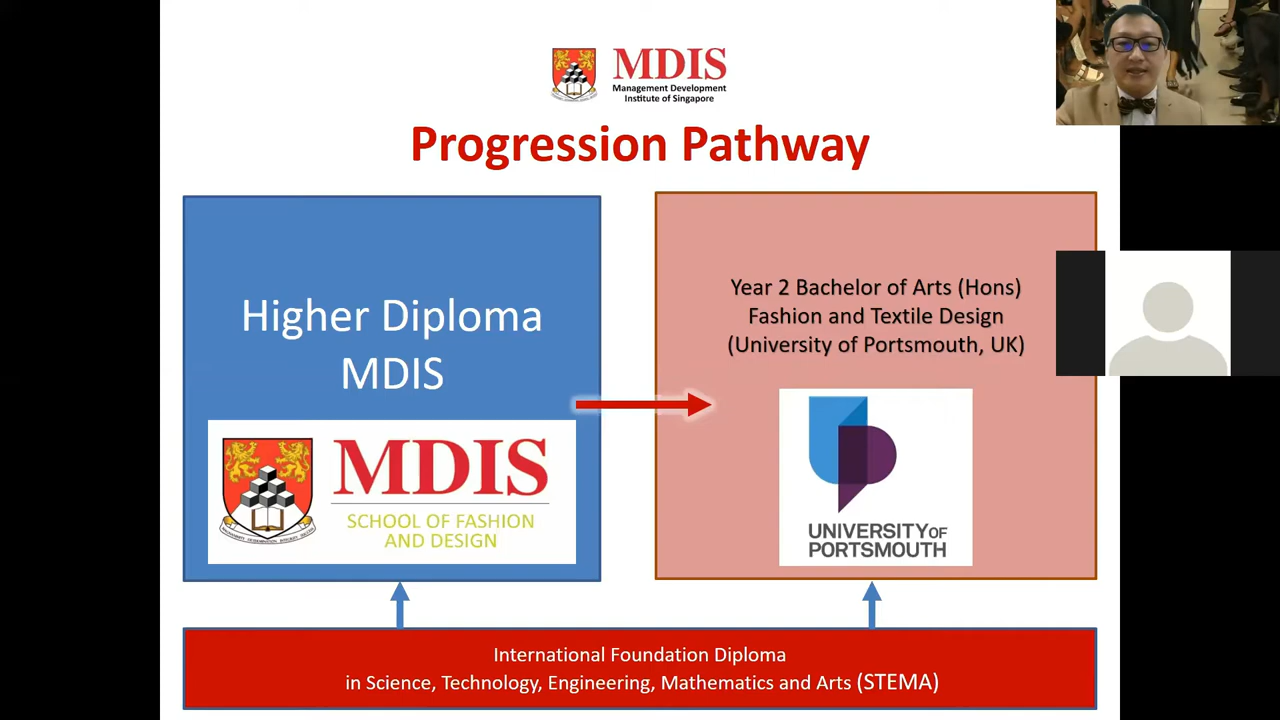 MDIS
Management Development
Institute of Singapore
Progression Pathway
Higher Diploma
MDIS
MDIS
SCHOOL OF FASHION
AND DESIGN
Year 2 Bachelor of Arts (Hons)
Fashion and Textile Design
(University of Portsmouth, UK)
UNIVERSITY OF
PORTSMOUTH
International Foundation Diploma
in Science, Technology, Engineering, Mathematics and Arts (STEMA)